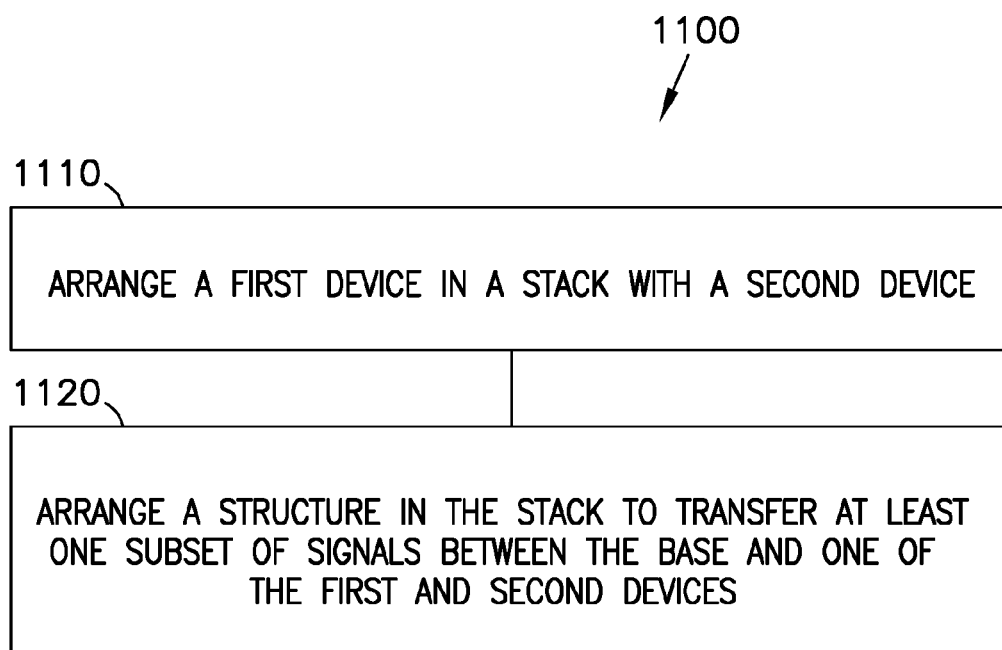 1100
1110
ARRANGE A FIRST DEVICE IN A STACK WITH A SECOND DEVICE
1120
ARRANGE A STRUCTURE IN THE STACK TO TRANSFER AT LEAST
ONE SUBSET OF SIGNALS BETWEEN THE BASE AND ONE OF
THE FIRST AND SECOND DEVICES